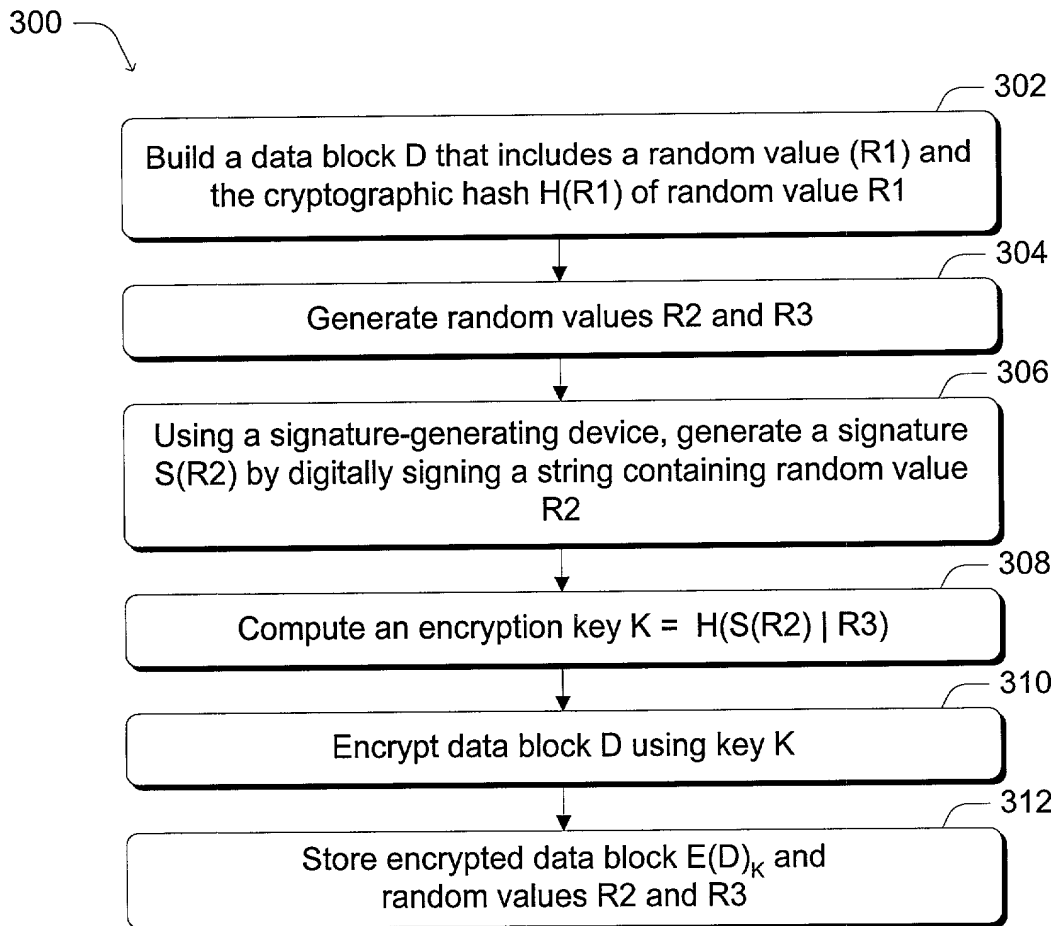 300
302
Build a data block D that includes a random value (R1) and
the cryptographic hash H(R1) of random value R1
304
Generate random values R2 and R3
306
Using a signature-generating device, generate a signature
S(R2) by digitally signing a string containing random value
R2
308
Compute an encryption key K = H(S(R2) | R3)
310
Encrypt data block D using key K
312
Store encrypted data block E(D)K and
random values R2 and R3